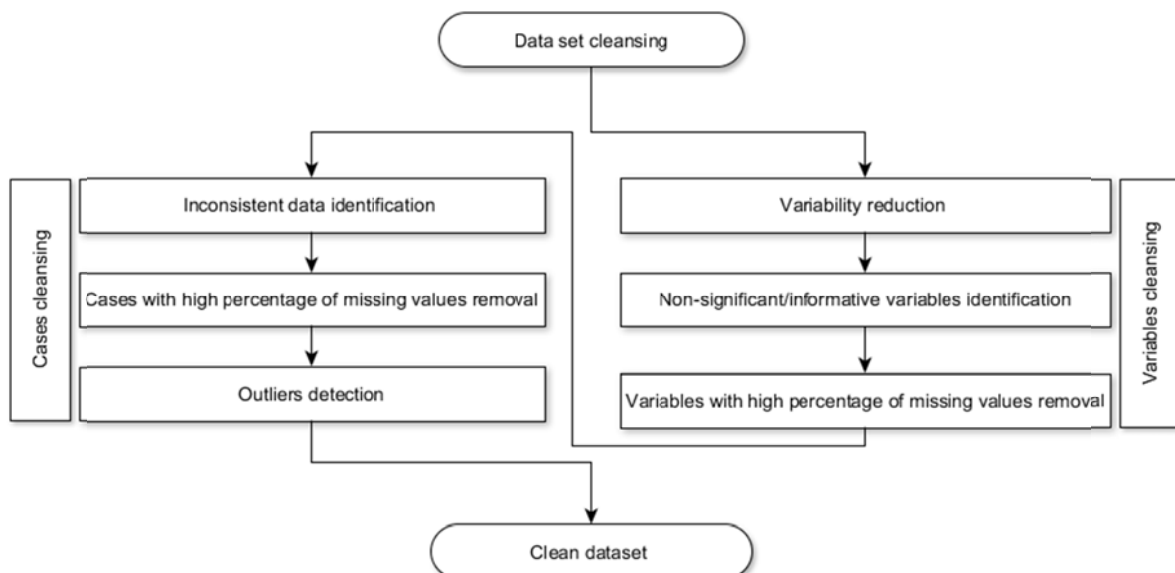 Data set cleansing
Cases cleansing
Inconsistent data identification
Cases with high percentage of missing values removal
Outliers detection
Variability reduction
Non-significant/informative variables identification
Variables with high percentage of missing values removal
Variables cleansing
Clean dataset